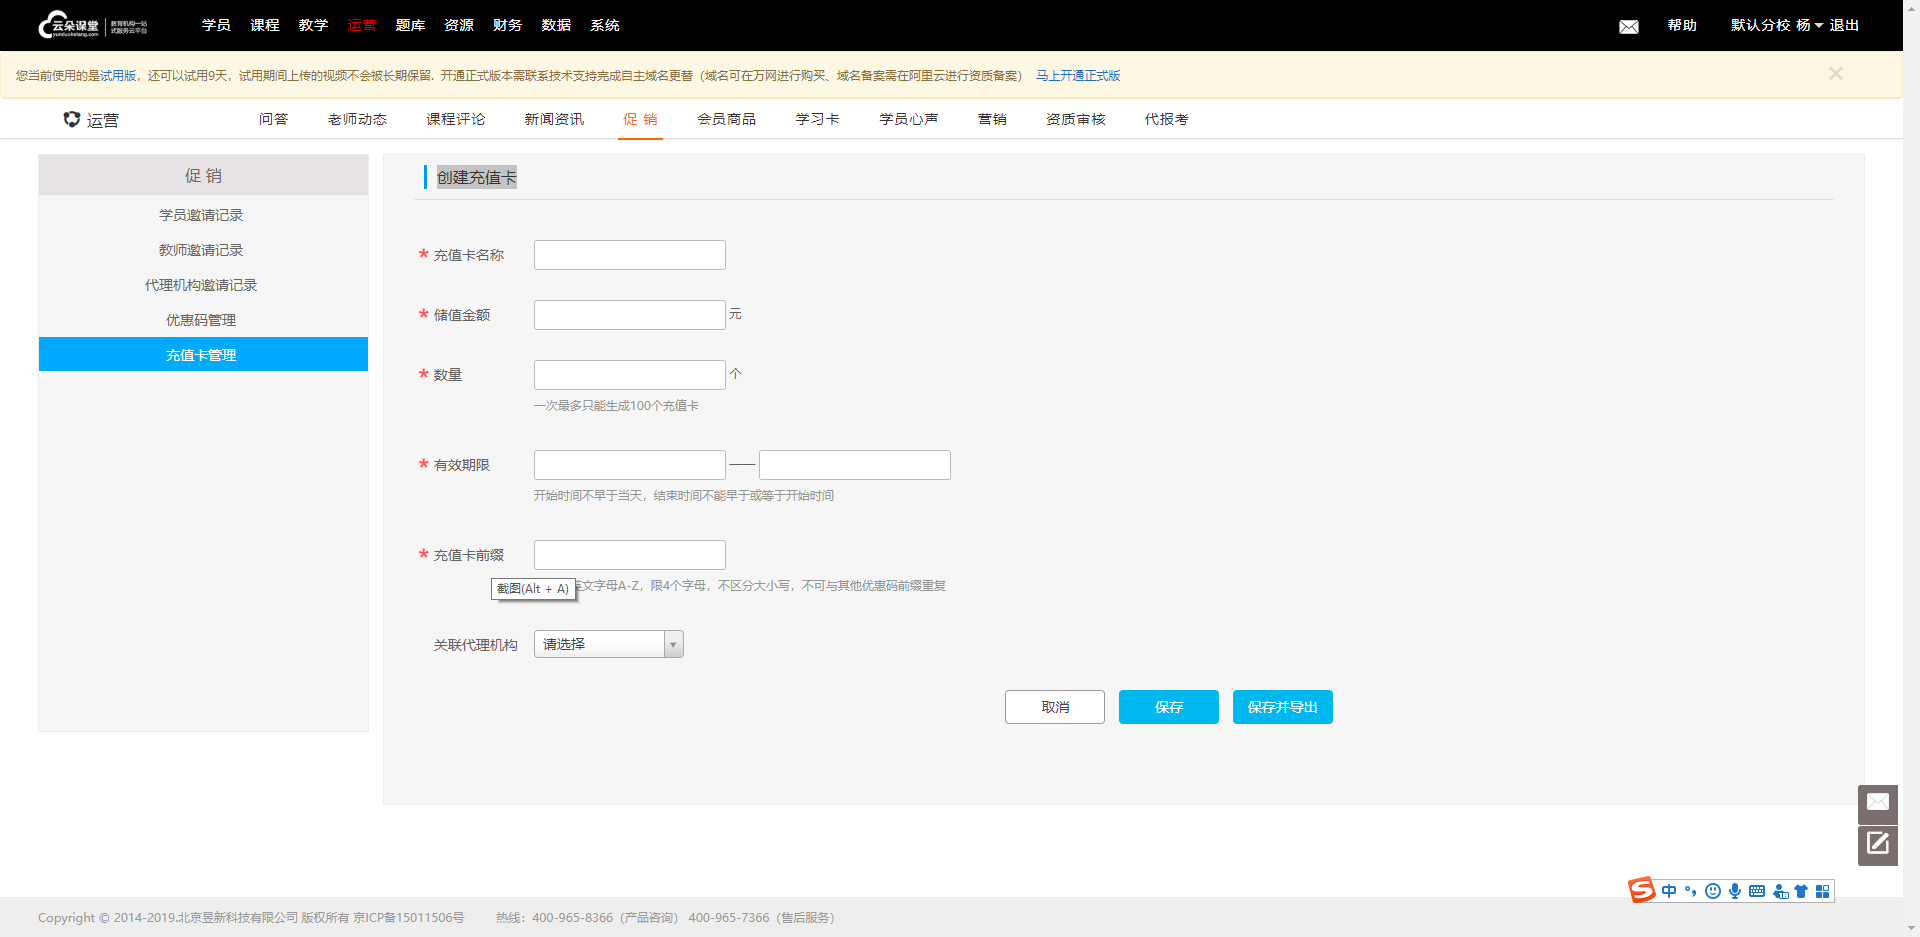 云朵课堂 yunduoketang.com 教育机构一站式服务云平台
学员 课程 教学 运营 题库 资源 财务 数据 系统 帮助 默认分校 杨 退出
您当前使用的是试用版，还可以试用9天，试用期间上传的视频不会被长期保留. 开通正式版本需联系技术支持完成自主域名更替（域名可在万网进行购买、域名备案需在阿里云进行资质备案） 马上开通正式版
运营 问答 老师动态 课程评论 新闻资讯 促 销 会员商品 学习卡 学员心声 营销 资质审核 代报考
促 销
学员邀请记录
教师邀请记录
代理机构邀请记录
优惠码管理
充值卡管理
创建充值卡
* 充值卡名称
* 储值金额 元
* 数量 个
一次最多只能生成100个充值卡
* 有效期限 ——
开始时间不早于当天，结束时间不能早于或等于开始时间
* 充值卡前缀
截图(Alt + A)
文字母A-Z，限4个字母，不区分大小写，不可与其他优惠码前缀重复
关联代理机构 请选择
取消 保存 保存并导出
中
Copyright © 2014-2019.北京昱新科技有限公司 版权所有 京ICP备15011506号 热线：400-965-8366（产品咨询） 400-965-7366（售后服务）